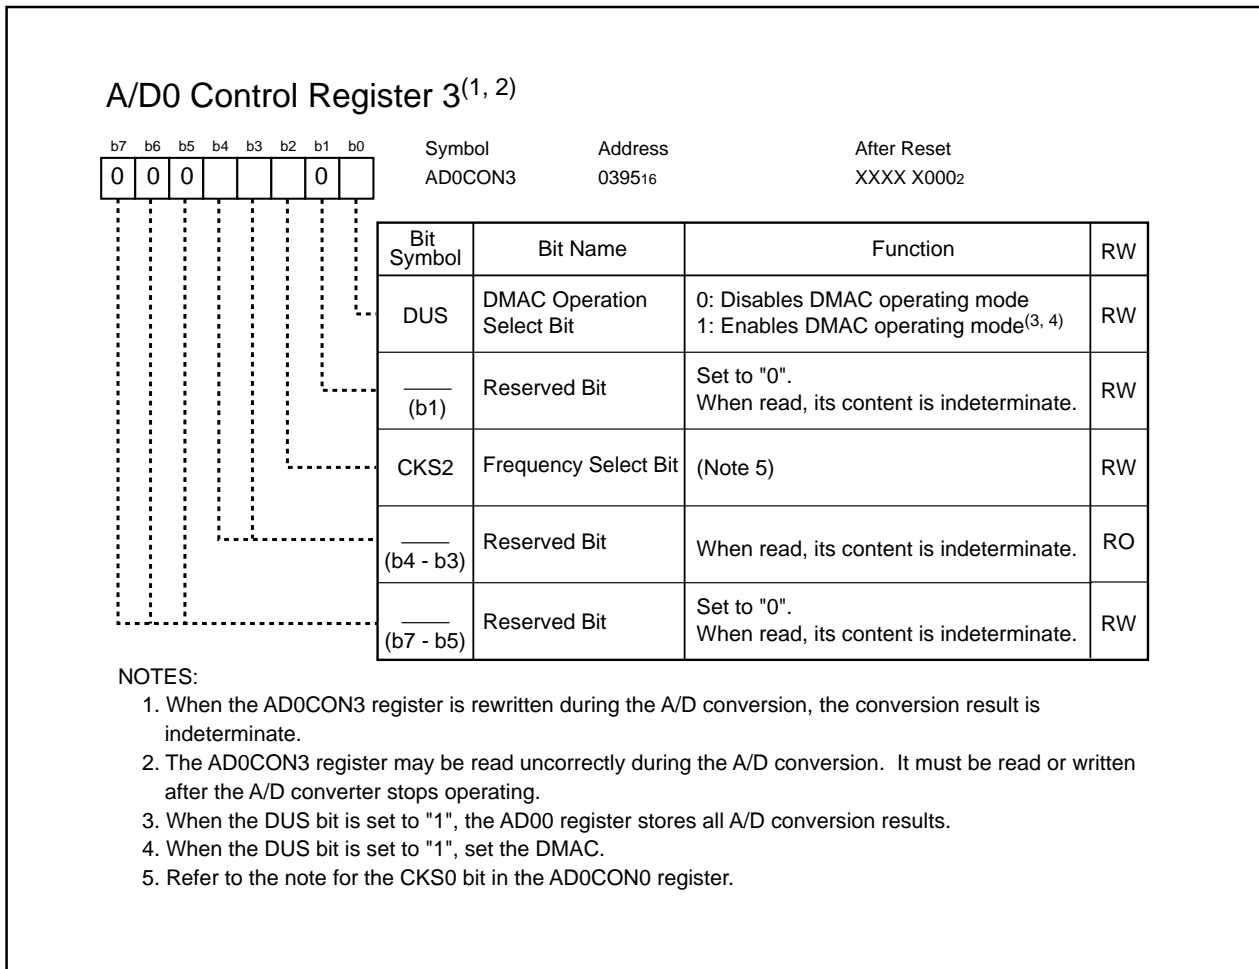 A/D0 Control Register 3(1, 2)
b7 b6 b5 b4 b3 b2 b1 b0
Symbol Address After Reset
0 0 0 0
AD0CON3 039516 XXXX X0002
Bit Symbol Bit Name Function RW
DUS DMAC Operation Select Bit 0: Disables DMAC operating mode
1: Enables DMAC operating mode(3, 4) RW
(b1) Reserved Bit Set to "0".
When read, its content is indeterminate. RW
CKS2 Frequency Select Bit (Note 5) RW
(b4 - b3) Reserved Bit When read, its content is indeterminate. RO
(b7 - b5) Reserved Bit Set to "0".
When read, its content is indeterminate. RW
NOTES:
1. When the AD0CON3 register is rewritten during the A/D conversion, the conversion result is
indeterminate.
2. The AD0CON3 register may be read uncorrectly during the A/D conversion. It must be read or written
after the A/D converter stops operating.
3. When the DUS bit is set to "1", the AD00 register stores all A/D conversion results.
4. When the DUS bit is set to "1", set the DMAC.
5. Refer to the note for the CKS0 bit in the AD0CON0 register.